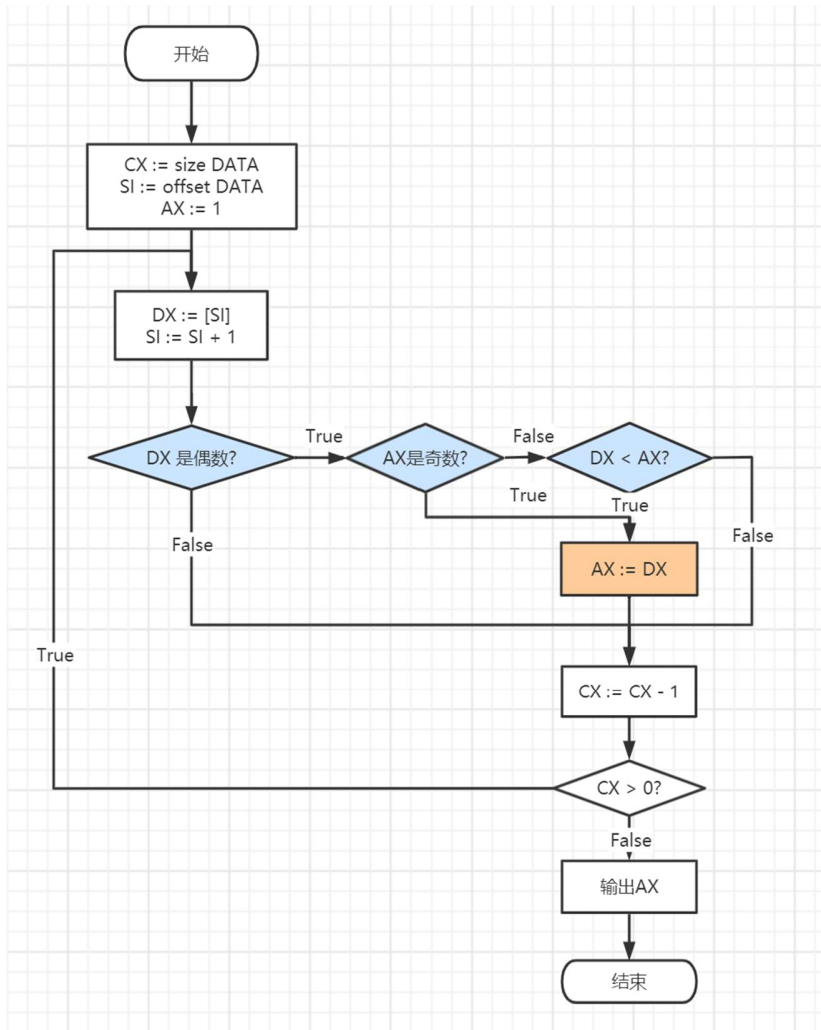 开始
CX := size DATA
SI := offset DATA
AX := 1
DX := [SI]
SI := SI + 1
DX 是偶数?
True
AX是奇数?
False
DX < AX?
True
True
False
False
AX := DX
True
CX := CX - 1
CX > 0?
False
输出AX
结束